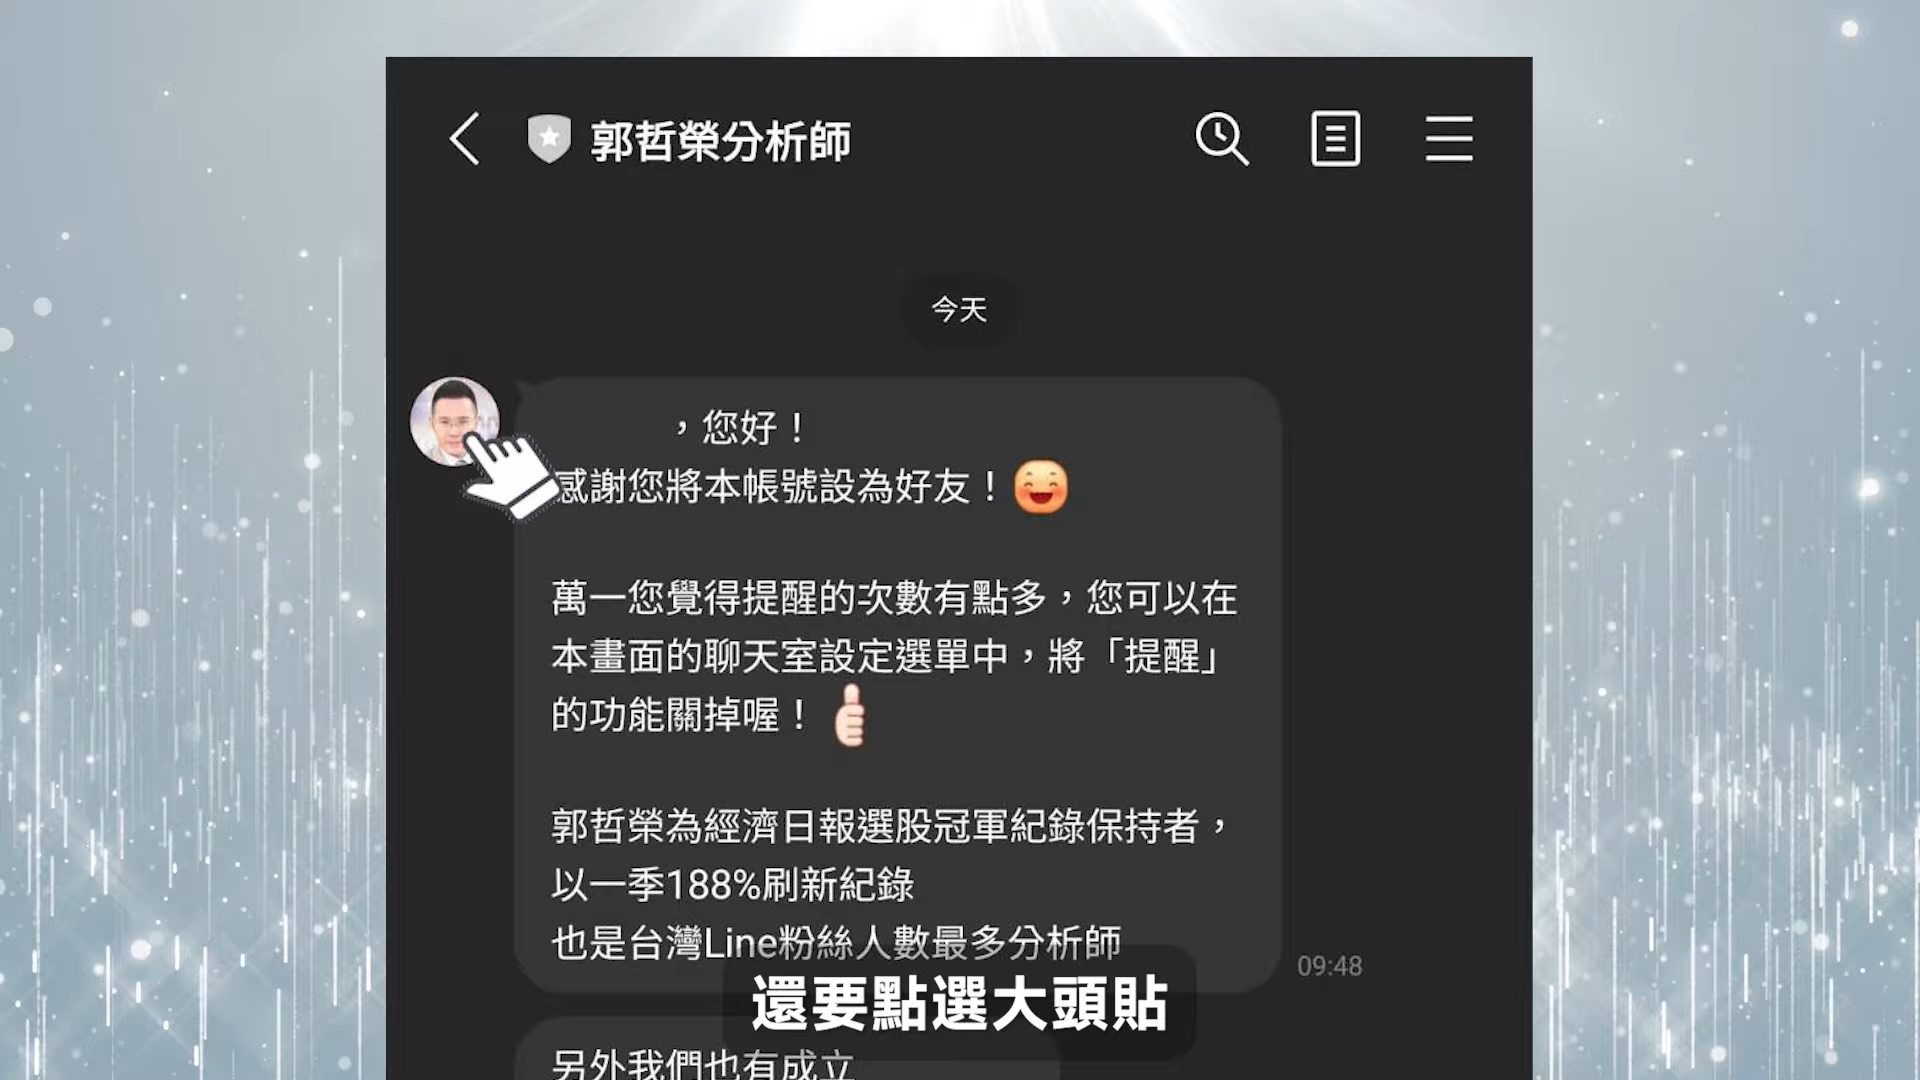 郭哲榮分析師
今天
，您好！
感謝您將本帳號設為好友！
萬一您覺得提醒的次數有點多，您可以在
本畫面的聊天室設定選單中，將「提醒」
的功能關掉喔！
郭哲榮為經濟日報選股冠軍紀錄保持者，
以一季188%刷新紀錄
也是台灣Line粉絲人數最多分析師
09:48
還要點選大頭貼
另外我們也有成立